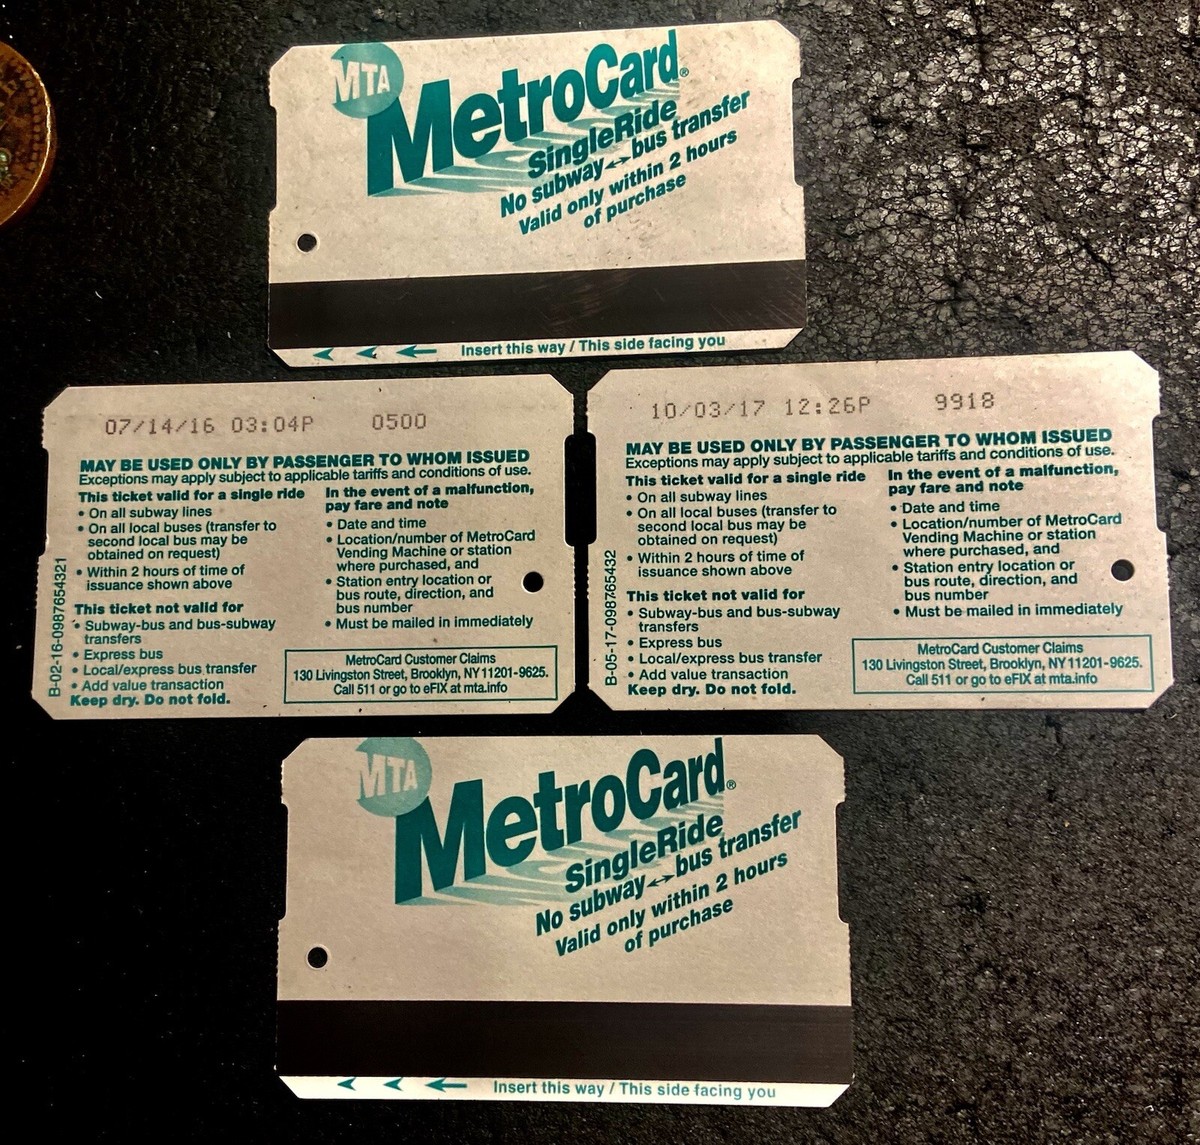 MTA
MetroCard®
SingleRide
No subway↔bus transfer
Valid only within 2 hours
of purchase
Insert this way / This side facing you
07/14/16 03:04P 0500
MAY BE USED ONLY BY PASSENGER TO WHOM ISSUED
Exceptions may apply subject to applicable tariffs and conditions of use.
This ticket valid for a single ride
• On all subway lines
• On all local buses (transfer to
second local bus may be
obtained on request)
• Within 2 hours of time of
issuance shown above
This ticket not valid for
• Subway-bus and bus-subway
transfers
• Express bus
• Local/express bus transfer
• Add value transaction
Keep dry. Do not fold.
In the event of a malfunction,
pay fare and note
• Date and time
• Location/number of MetroCard
Vending Machine or station
where purchased, and
• Station entry location or
bus route, direction, and
bus number
• Must be mailed in immediately
MetroCard Customer Claims
130 Livingston Street, Brooklyn, NY 11201-9625.
Call 511 or go to eFIX at mta.info
B-02-16-0987654321
10/03/17 12:26P 9918
MAY BE USED ONLY BY PASSENGER TO WHOM ISSUED
Exceptions may apply subject to applicable tariffs and conditions of use.
This ticket valid for a single ride
• On all subway lines
• On all local buses (transfer to
second local bus may be
obtained on request)
• Within 2 hours of time of
issuance shown above
This ticket not valid for
• Subway-bus and bus-subway
transfers
• Express bus
• Local/express bus transfer
• Add value transaction
Keep dry. Do not fold.
In the event of a malfunction,
pay fare and note
• Date and time
• Location/number of MetroCard
Vending Machine or station
where purchased, and
• Station entry location or
bus route, direction, and
bus number
• Must be mailed in immediately
MetroCard Customer Claims
130 Livingston Street, Brooklyn, NY 11201-9625.
Call 511 or go to eFIX at mta.info
B-05-17-098765432
MTA
MetroCard®
SingleRide
No subway↔bus transfer
Valid only within 2 hours
of purchase
Insert this way / This side facing you